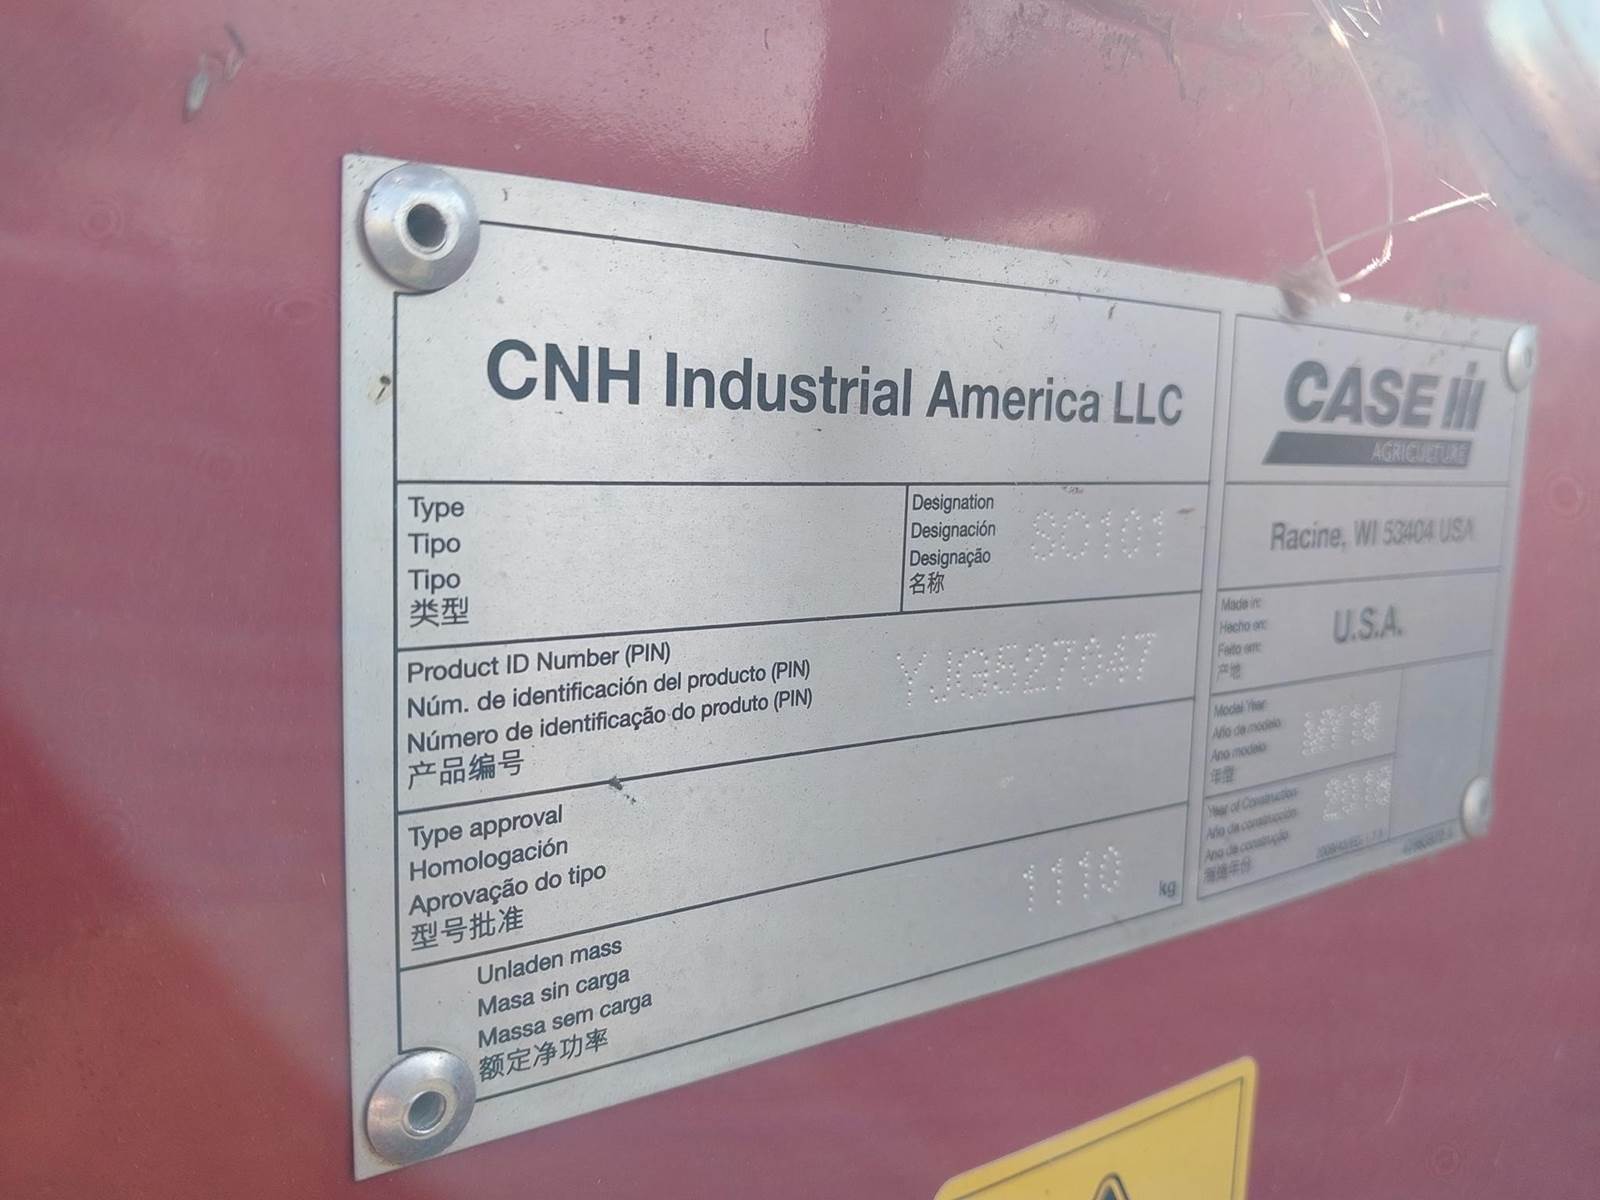 CNH Industrial America LLC
Type
Tipo
Tipo
类型
Designation
Designación
Designação
名称
SC101
Product ID Number (PIN)
Núm. de identificación del producto (PIN)
Número de identificação do produto (PIN)
产品编号
YJG527047
Type approval
Homologación
Aprovação do tipo
型号批准
Unladen mass
Masa sin carga
Massa sem carga
额定净功率
1110 kg
CASE IH
AGRICULTURE
Racine, WI 53404 USA
Made in:
Hecho en:
Feito em:
产地
U.S.A.
Model Year
Año de modelo
Ano modelo
年型
Year of Construction
Año da construcción
Ano da construção